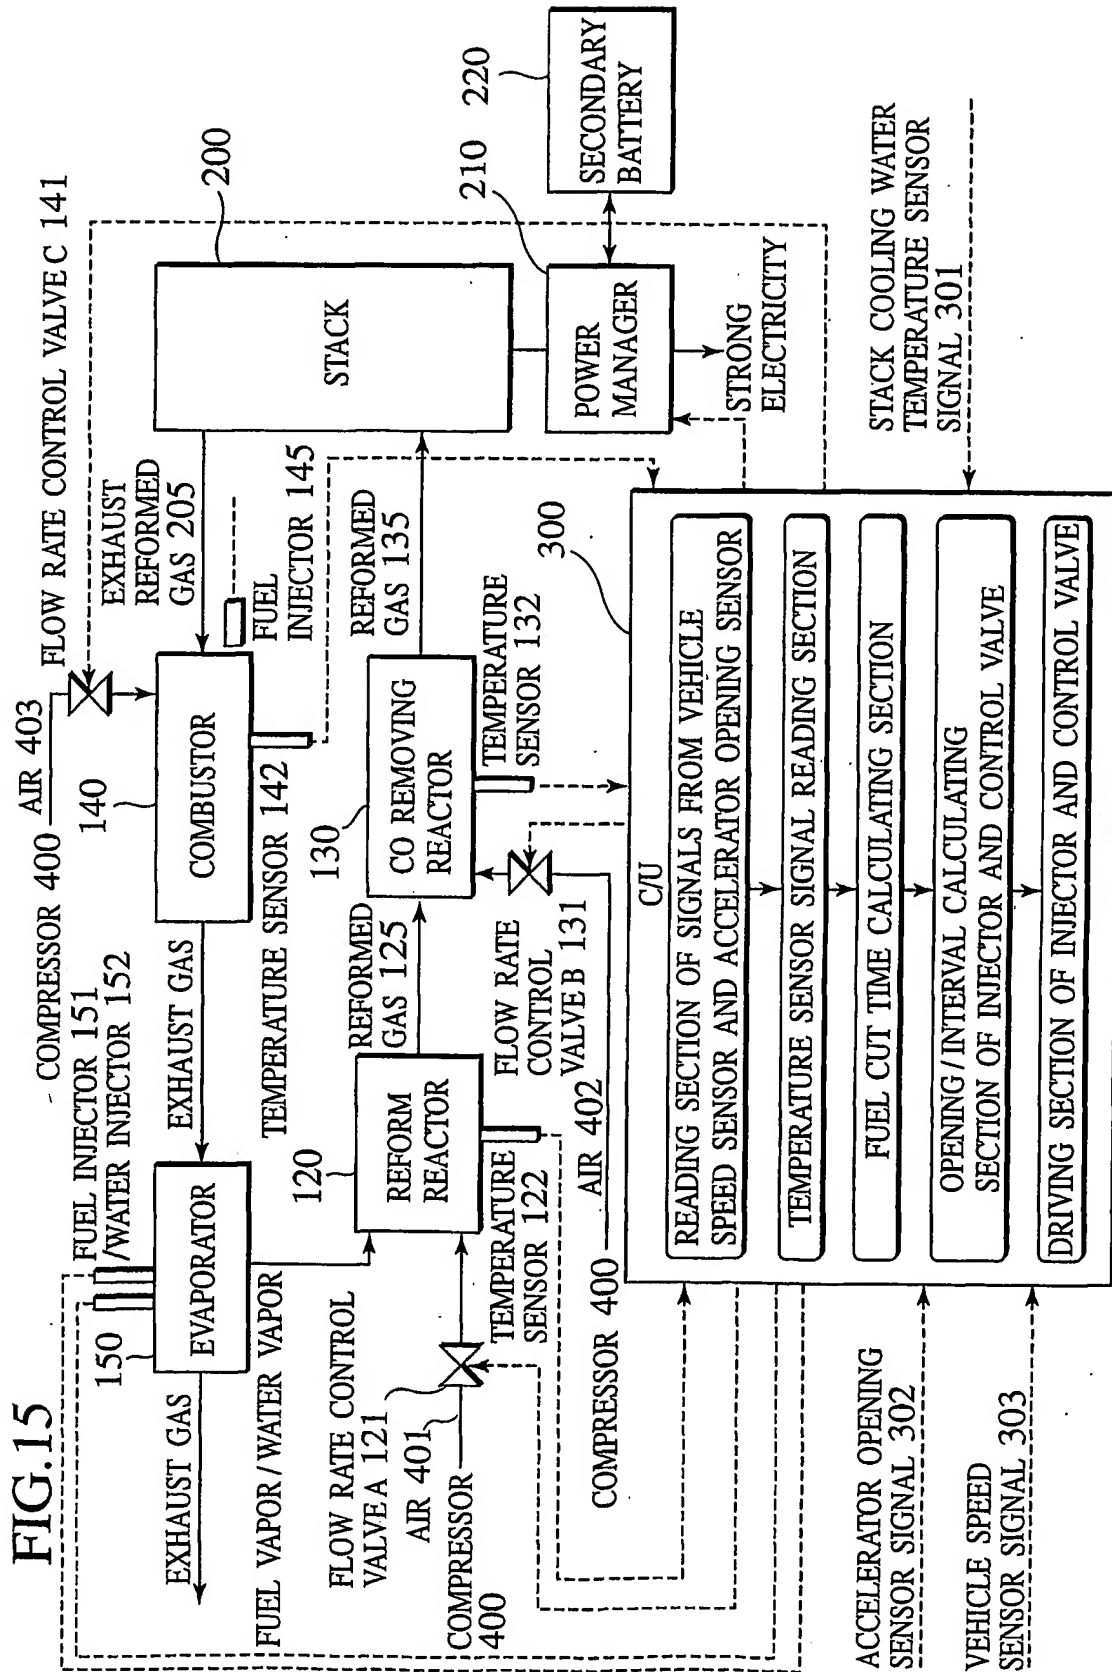 FIG.15
FUEL INJECTOR 151
/WATER INJECTOR 152
COMPRESSOR 400
AIR 403
FLOW RATE CONTROL VALVE C 141
150
EVAPORATOR
EXHAUST GAS
EXHAUST GAS
140
COMBUSTOR
TEMPERATURE SENSOR 142
EXHAUST
REFORMED
GAS 205
FUEL
INJECTOR 145
200
STACK
FUEL VAPOR/WATER VAPOR
120
REFORM
REACTOR
REFORMED
GAS 125
130
CO REMOVING
REACTOR
REFORMED
GAS 135
210
POWER
MANAGER
220
SECONDARY
BATTERY
STRONG
ELECTRICITY
FLOW RATE CONTROL
VALVE A 121
AIR 401
COMPRESSOR
400
TEMPERATURE
SENSOR 122
FLOW RATE
CONTROL
VALVE B 131
TEMPERATURE
SENSOR 132
COMPRESSOR 400
AIR 402
300
C/U
READING SECTION OF SIGNALS FROM VEHICLE
SPEED SENSOR AND ACCELERATOR OPENING SENSOR
TEMPERATURE SENSOR SIGNAL READING SECTION
FUEL CUT TIME CALCULATING SECTION
OPENING/INTERVAL CALCULATING
SECTION OF INJECTOR AND CONTROL VALVE
DRIVING SECTION OF INJECTOR AND CONTROL VALVE
STACK COOLING WATER
TEMPERATURE SENSOR
SIGNAL 301
ACCELERATOR OPENING
SENSOR SIGNAL 302
VEHICLE SPEED
SENSOR SIGNAL 303